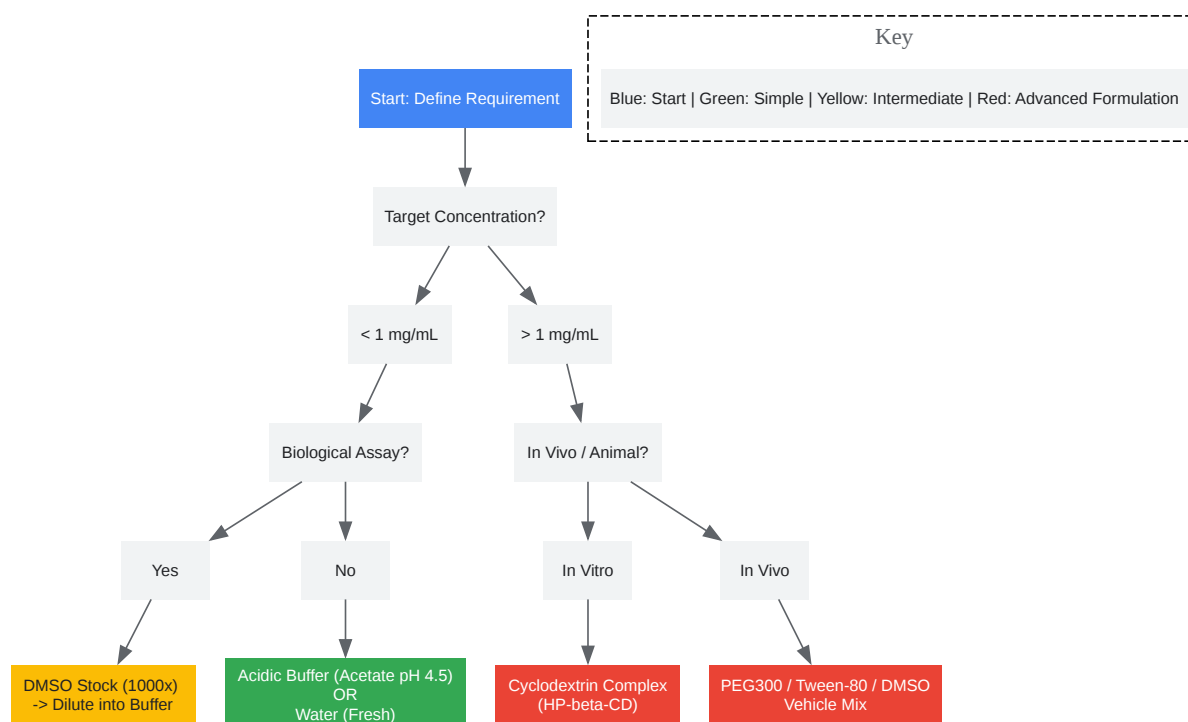 Key
Start: Define Requirement
Blue: Start | Green: Simple | Yellow: Intermediate | Red: Advanced Formulation
Target Concentration?
< 1 mg/mL
> 1 mg/mL
Biological Assay?
In Vivo / Animal?
Yes
No
In Vitro
In Vivo
DMSO Stock (1000x)
-> Dilute into Buffer
Acidic Buffer (Acetate pH 4.5)
OR
Water (Fresh)
Cyclodextrin Complex
(HP-beta-CD)
PEG300 / Tween-80 / DMSO
Vehicle Mix